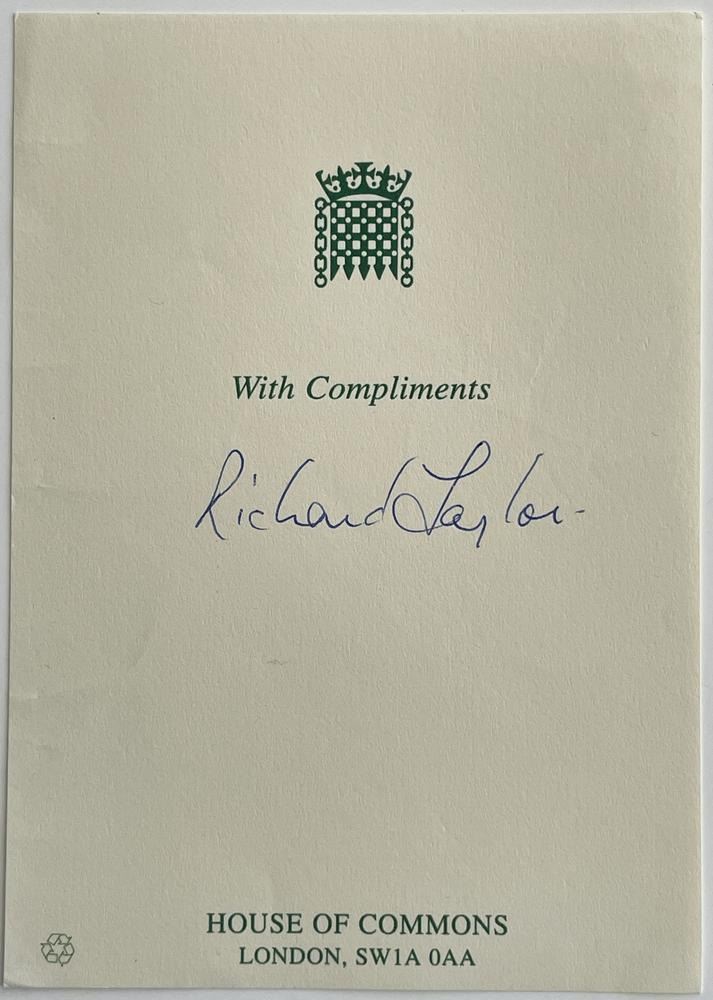 With Compliments
Richard Taylor
HOUSE OF COMMONS
LONDON, SW1A 0AA